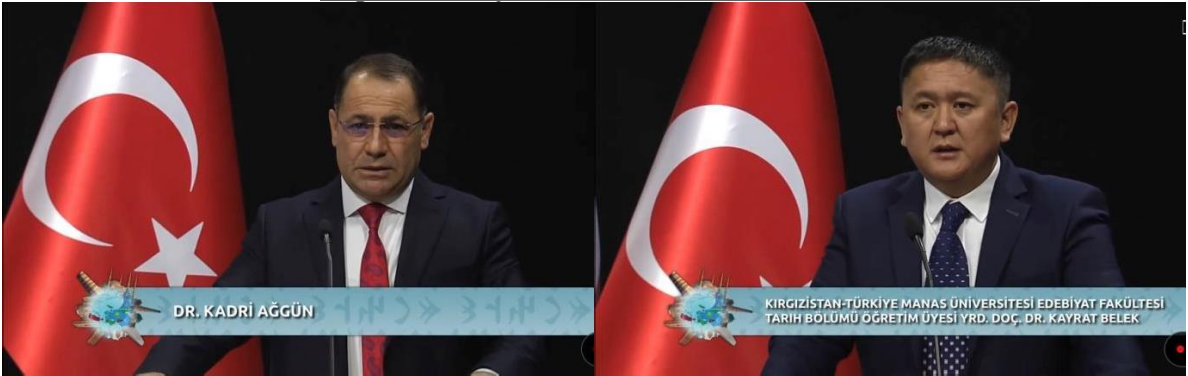 DR. KADRİ AĞGÜN
KIRGIZİSTAN-TÜRKİYE MANAS ÜNİVERSİTESİ EDEBİYAT FAKÜLTESİ
TARIH BÖLÜMÜ ÖĞRETİM ÜYESİ YRD. DOÇ. DR. KAYRAT BELEK